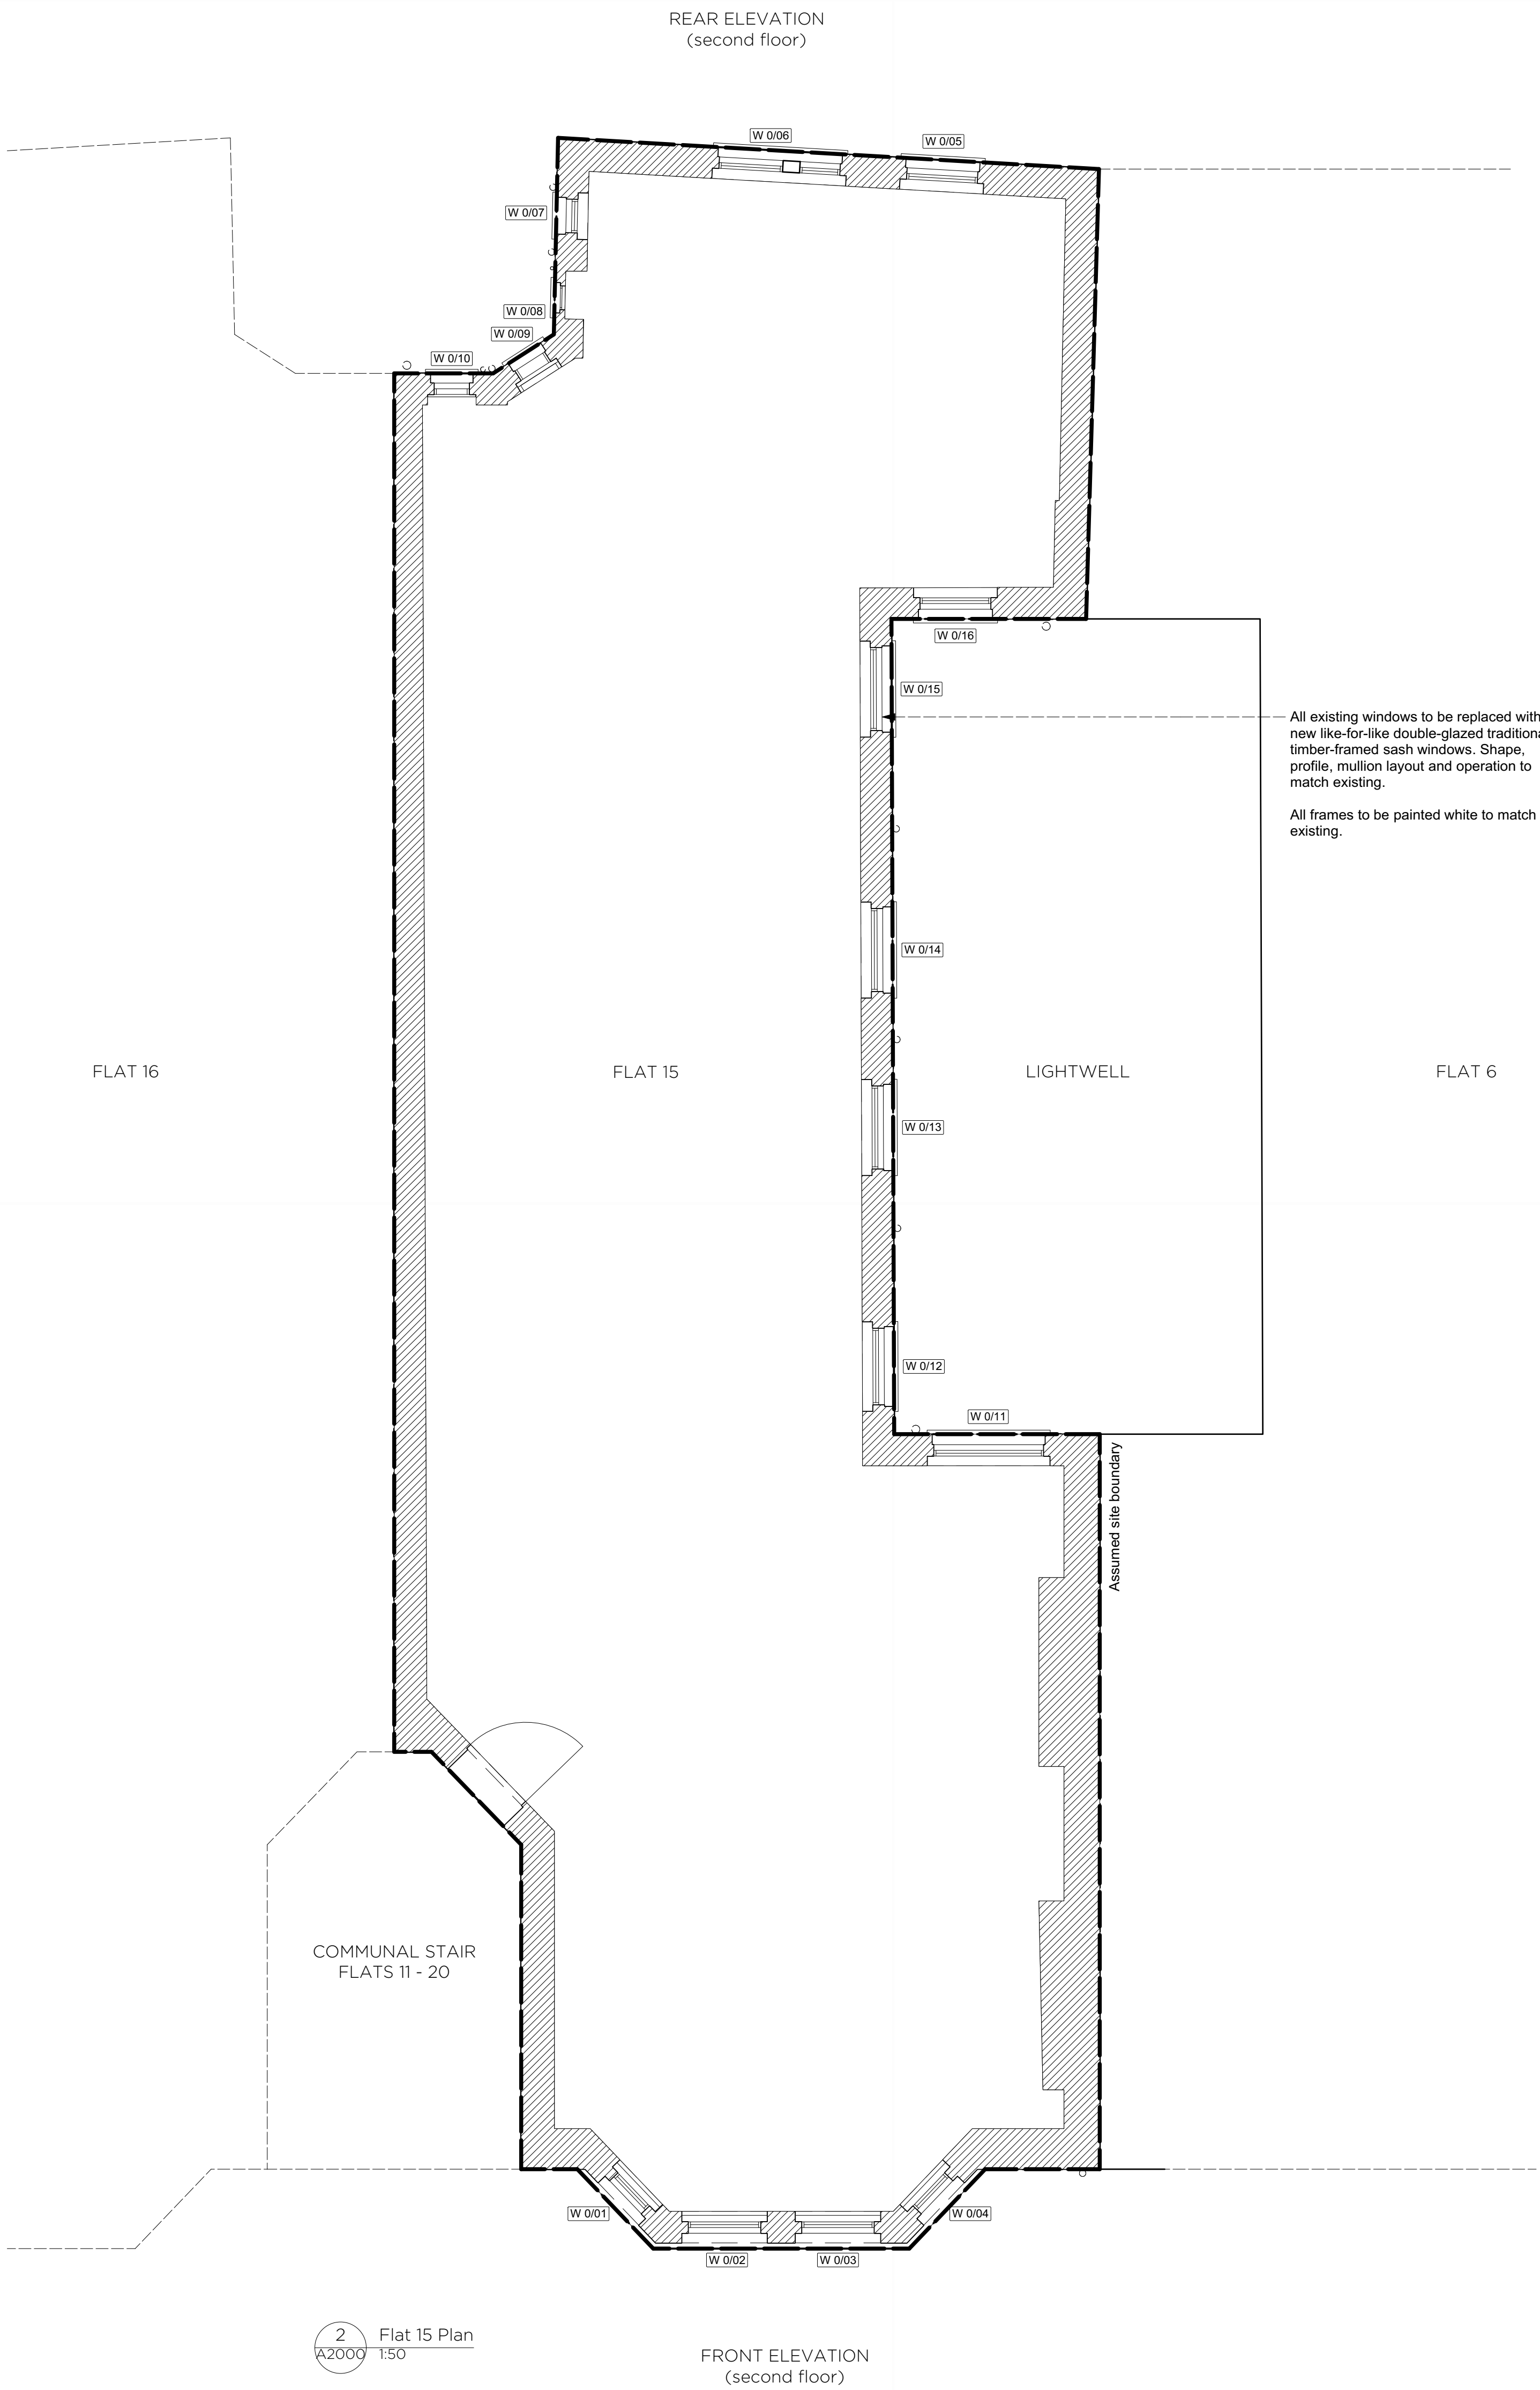 REAR ELEVATION
(second floor)
W 0/06
W 0/05
W 0/07
W 0/08
W 0/09
W 0/10
W 0/16
W 0/15
All existing windows to be replaced with
new like-for-like double-glazed traditiona
timber-framed sash windows. Shape,
profile, mullion layout and operation to
match existing.
All frames to be painted white to match
existing.
W 0/14
FLAT 16
FLAT 15
LIGHTWELL
FLAT 6
W 0/13
W 0/12
W 0/11
Assumed site boundary
COMMUNAL STAIR
FLATS 11 - 20
W 0/01
W 0/04
W 0/02
W 0/03
2
Flat 15 Plan
A2000
1:50
FRONT ELEVATION
(second floor)